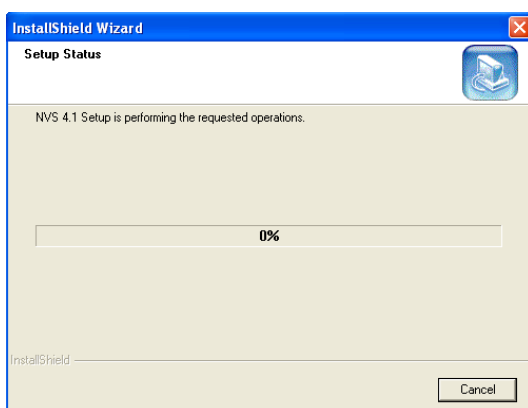 InstallShield Wizard
Setup Status
NVS 4.1 Setup is performing the requested operations.
0%
InstallShield
Cancel